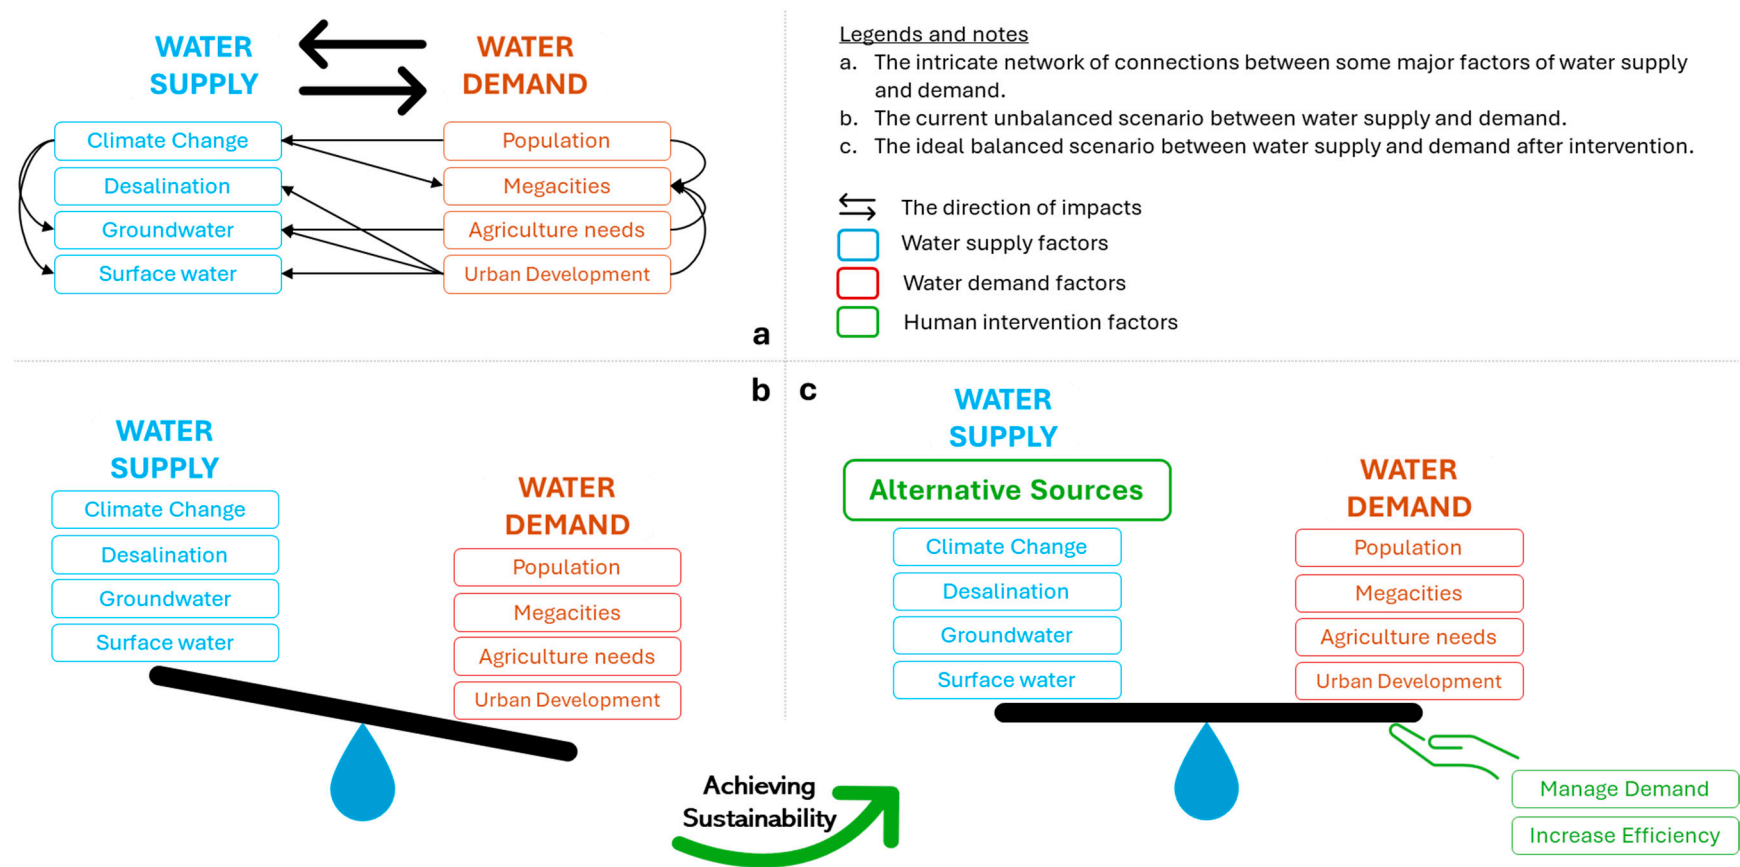 WATER
SUPPLY
WATER
DEMAND
Climate Change
Desalination
Groundwater
Surface water
Population
Megacities
Agriculture needs
Urban Development
a
Legends and notes
a. The intricate network of connections between some major factors of water supply
and demand.
b. The current unbalanced scenario between water supply and demand.
c. The ideal balanced scenario between water supply and demand after intervention.
The direction of impacts
Water supply factors
Water demand factors
Human intervention factors
b
WATER
SUPPLY
Climate Change
Desalination
Groundwater
Surface water
WATER
DEMAND
Population
Megacities
Agriculture needs
Urban Development
Achieving
Sustainability
c
WATER
SUPPLY
Alternative Sources
Climate Change
Desalination
Groundwater
Surface water
WATER
DEMAND
Population
Megacities
Agriculture needs
Urban Development
Manage Demand
Increase Efficiency